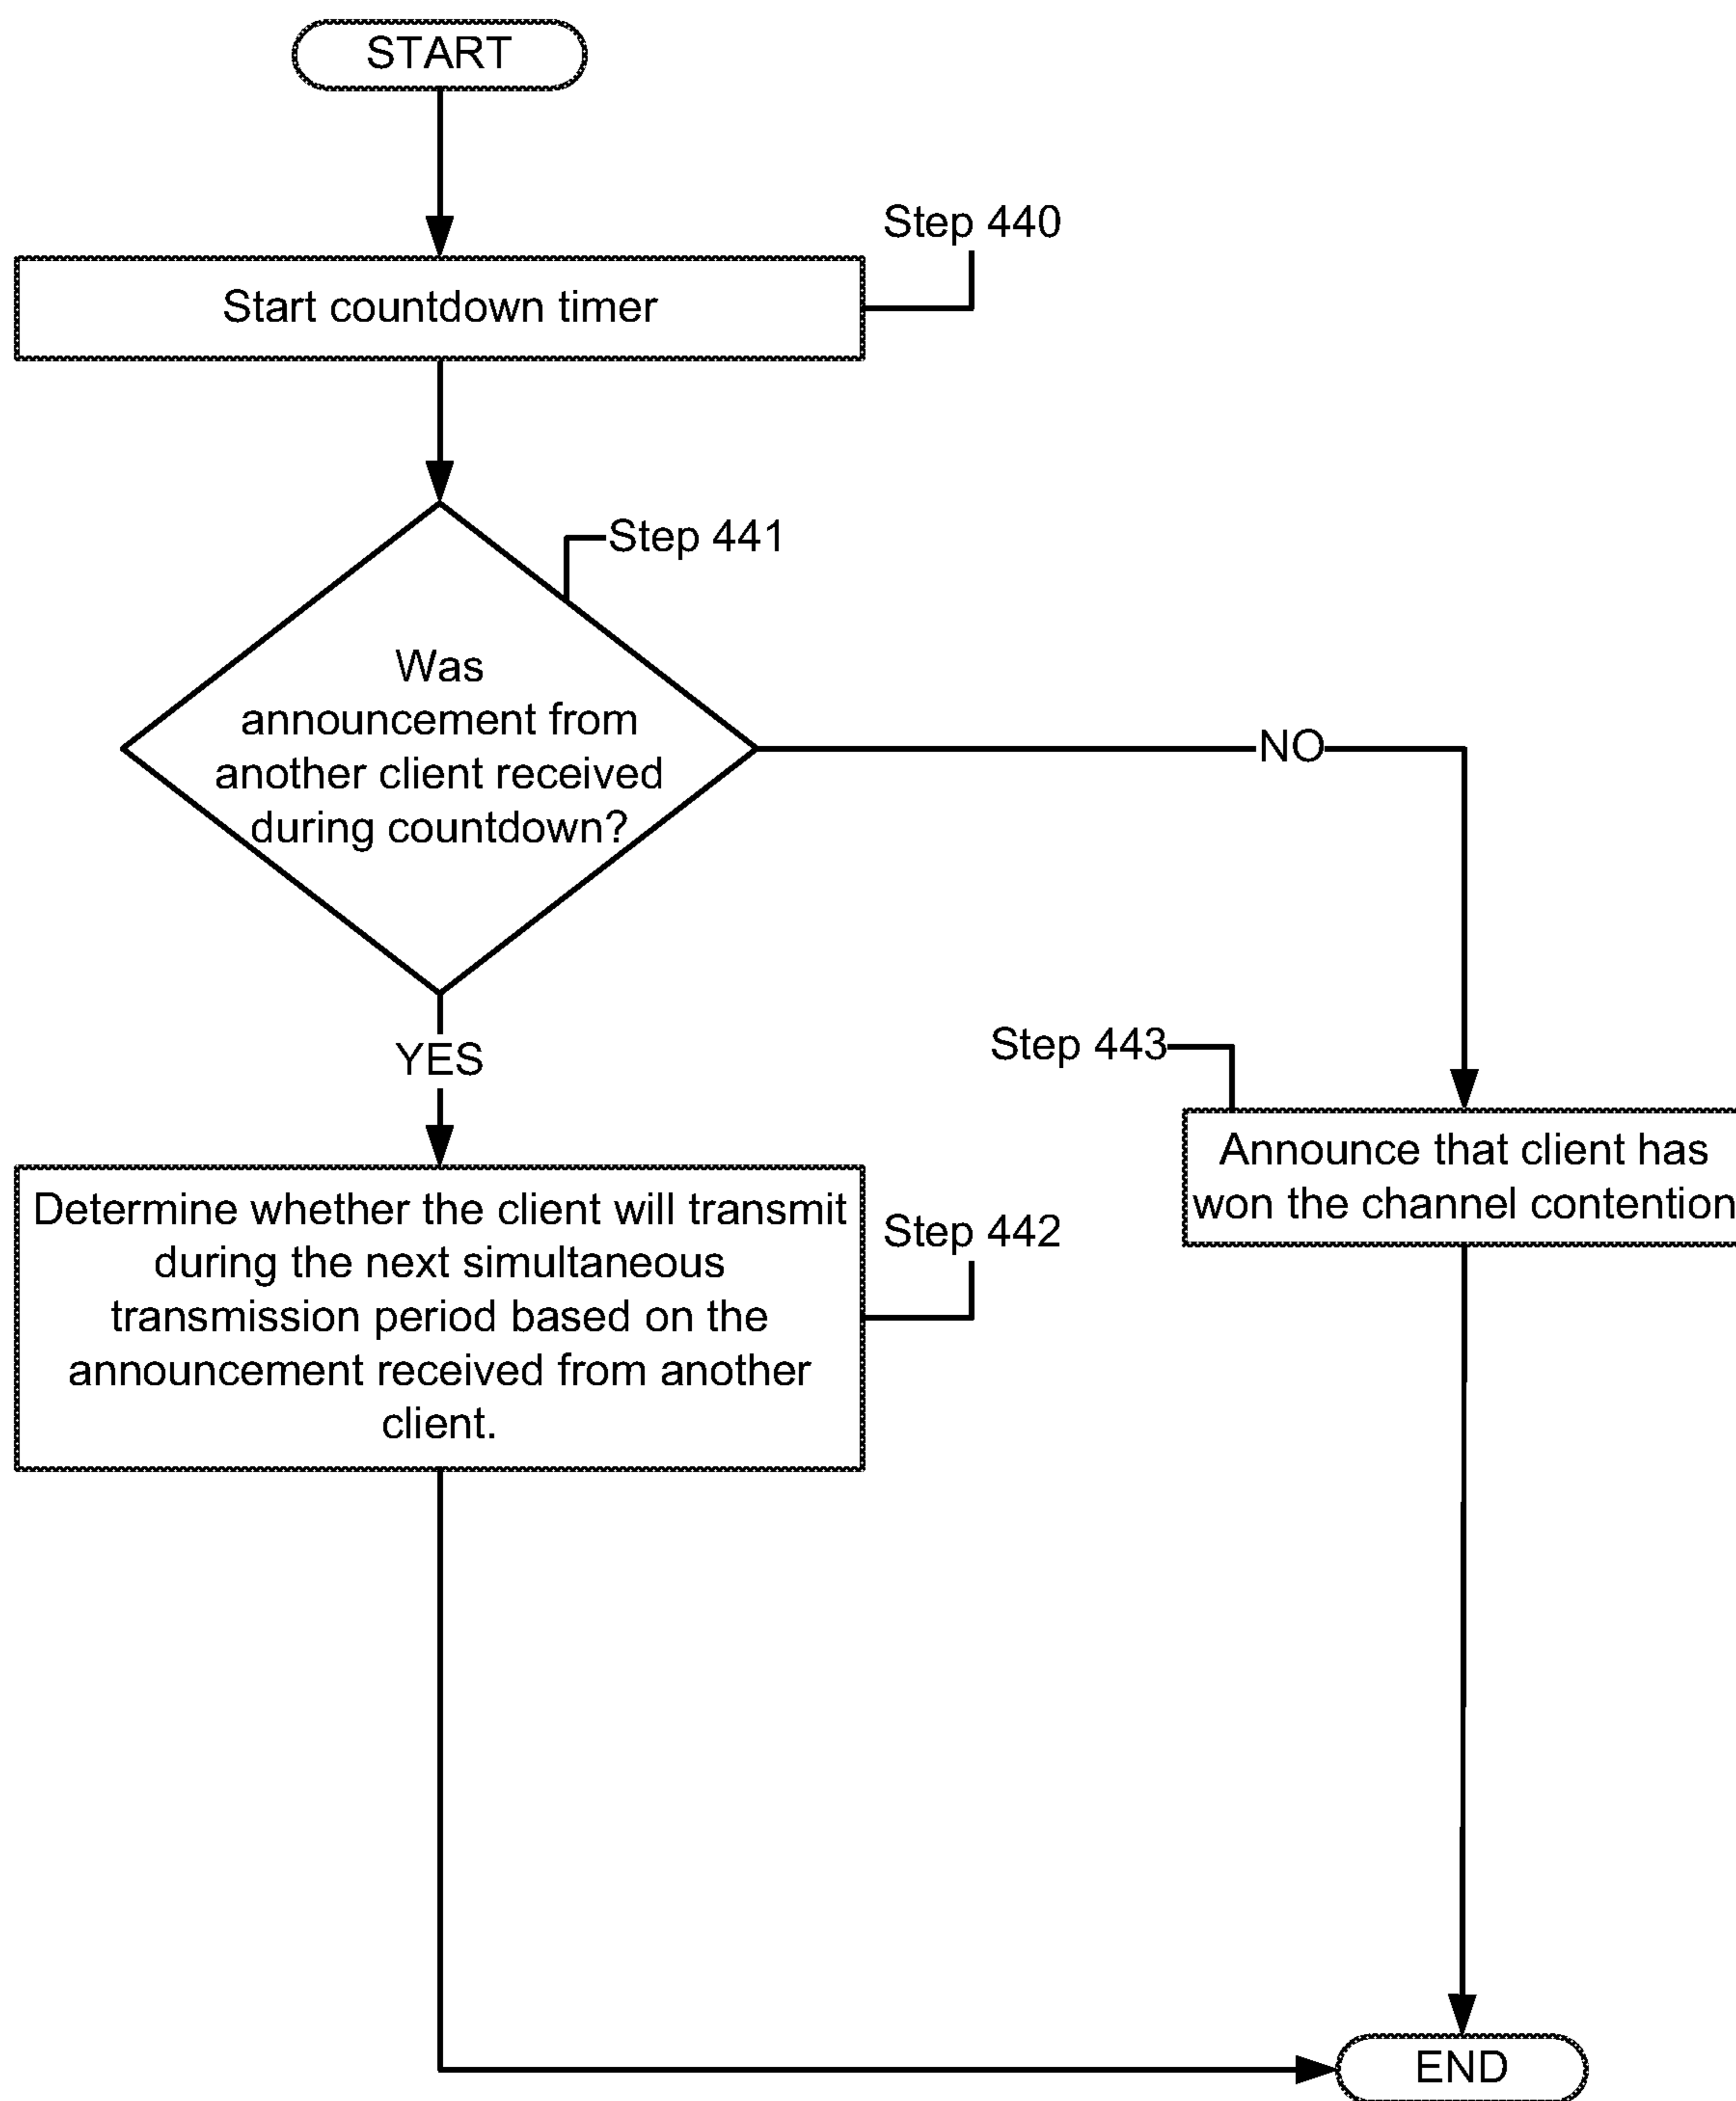 START
Step 440
Start countdown timer
Step 441
Was
announcement from
another client received
during countdown?
NO
YES
Step 443
Announce that client has
won the channel contention
Determine whether the client will transmit
during the next simultaneous
transmission period based on the
announcement received from another
client.
Step 442
END